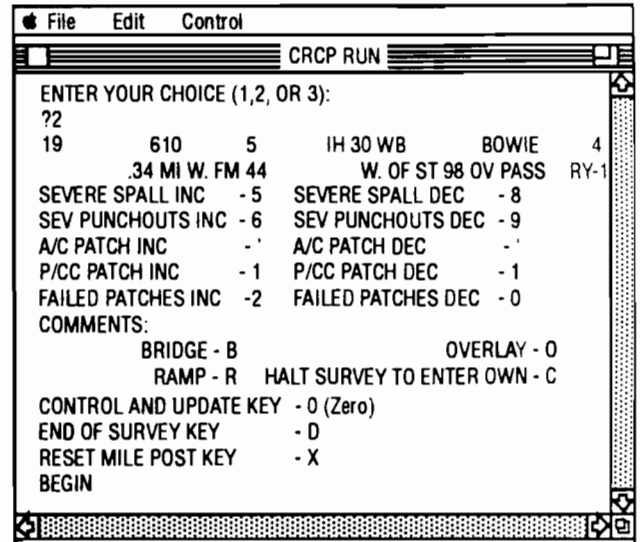 File Edit Control
CRCP RUN
ENTER YOUR CHOICE (1,2, OR 3):
?2
19 610 5 IH 30 WB BOWIE 4
.34 MI W. FM 44 W. OF ST 98 OV PASS RY-1
SEVERE SPALL INC - 5 SEVERE SPALL DEC - 8
SEV PUNCHOUTS INC - 6 SEV PUNCHOUTS DEC - 9
A/C PATCH INC - ' A/C PATCH DEC - '
P/CC PATCH INC - 1 P/CC PATCH DEC - 1
FAILED PATCHES INC -2 FAILED PATCHES DEC - 0
COMMENTS:
BRIDGE - B OVERLAY - O
RAMP - R HALT SURVEY TO ENTER OWN - C
CONTROL AND UPDATE KEY - 0 (Zero)
END OF SURVEY KEY - D
RESET MILE POST KEY - X
BEGIN